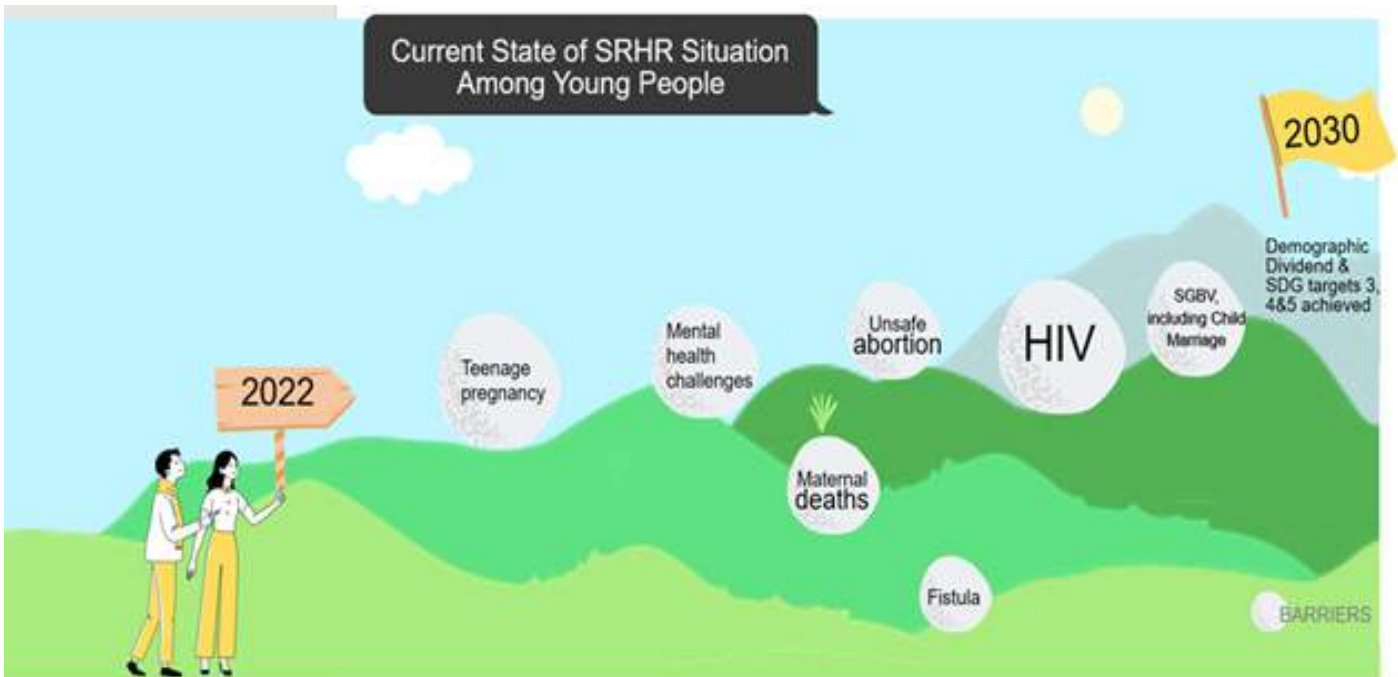 Current State of SRHR Situation
Among Young People
2030
Demographic
Dividend &
SDG targets 3,
4&5 achieved
SGBV,
including Child
Marriage
HIV
Unsafe
abortion
Mental
health
challenges
Teenage
pregnancy
2022
Maternal
deaths
Fistula
BARRIERS